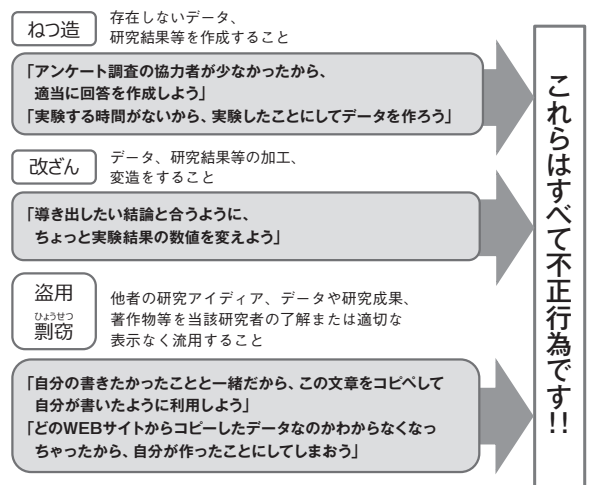 ねつ造
存在しないデータ、
研究結果等を作成すること
「アンケート調査の協力者が少なかったから、
適当に回答を作成しよう」
「実験する時間がないから、実験したことにしてデータを作ろう」
改ざん
データ、研究結果等の加工、
変造をすること
「導き出したい結論と合うように、
ちょっと実験結果の数値を変えよう」
盗用
ひょうせつ
剽窃
他者の研究アイディア、データや研究成果、
著作物等を当該研究者の了解または適切な
表示なく流用すること
「自分の書きたかったことと一緒だから、この文章をコピペして
自分が書いたように利用しよう」
「どのWEBサイトからコピーしたデータなのかわからなくなっ
ちゃったから、自分が作ったことにしてしまおう」
これらはすべて不正行為です!!